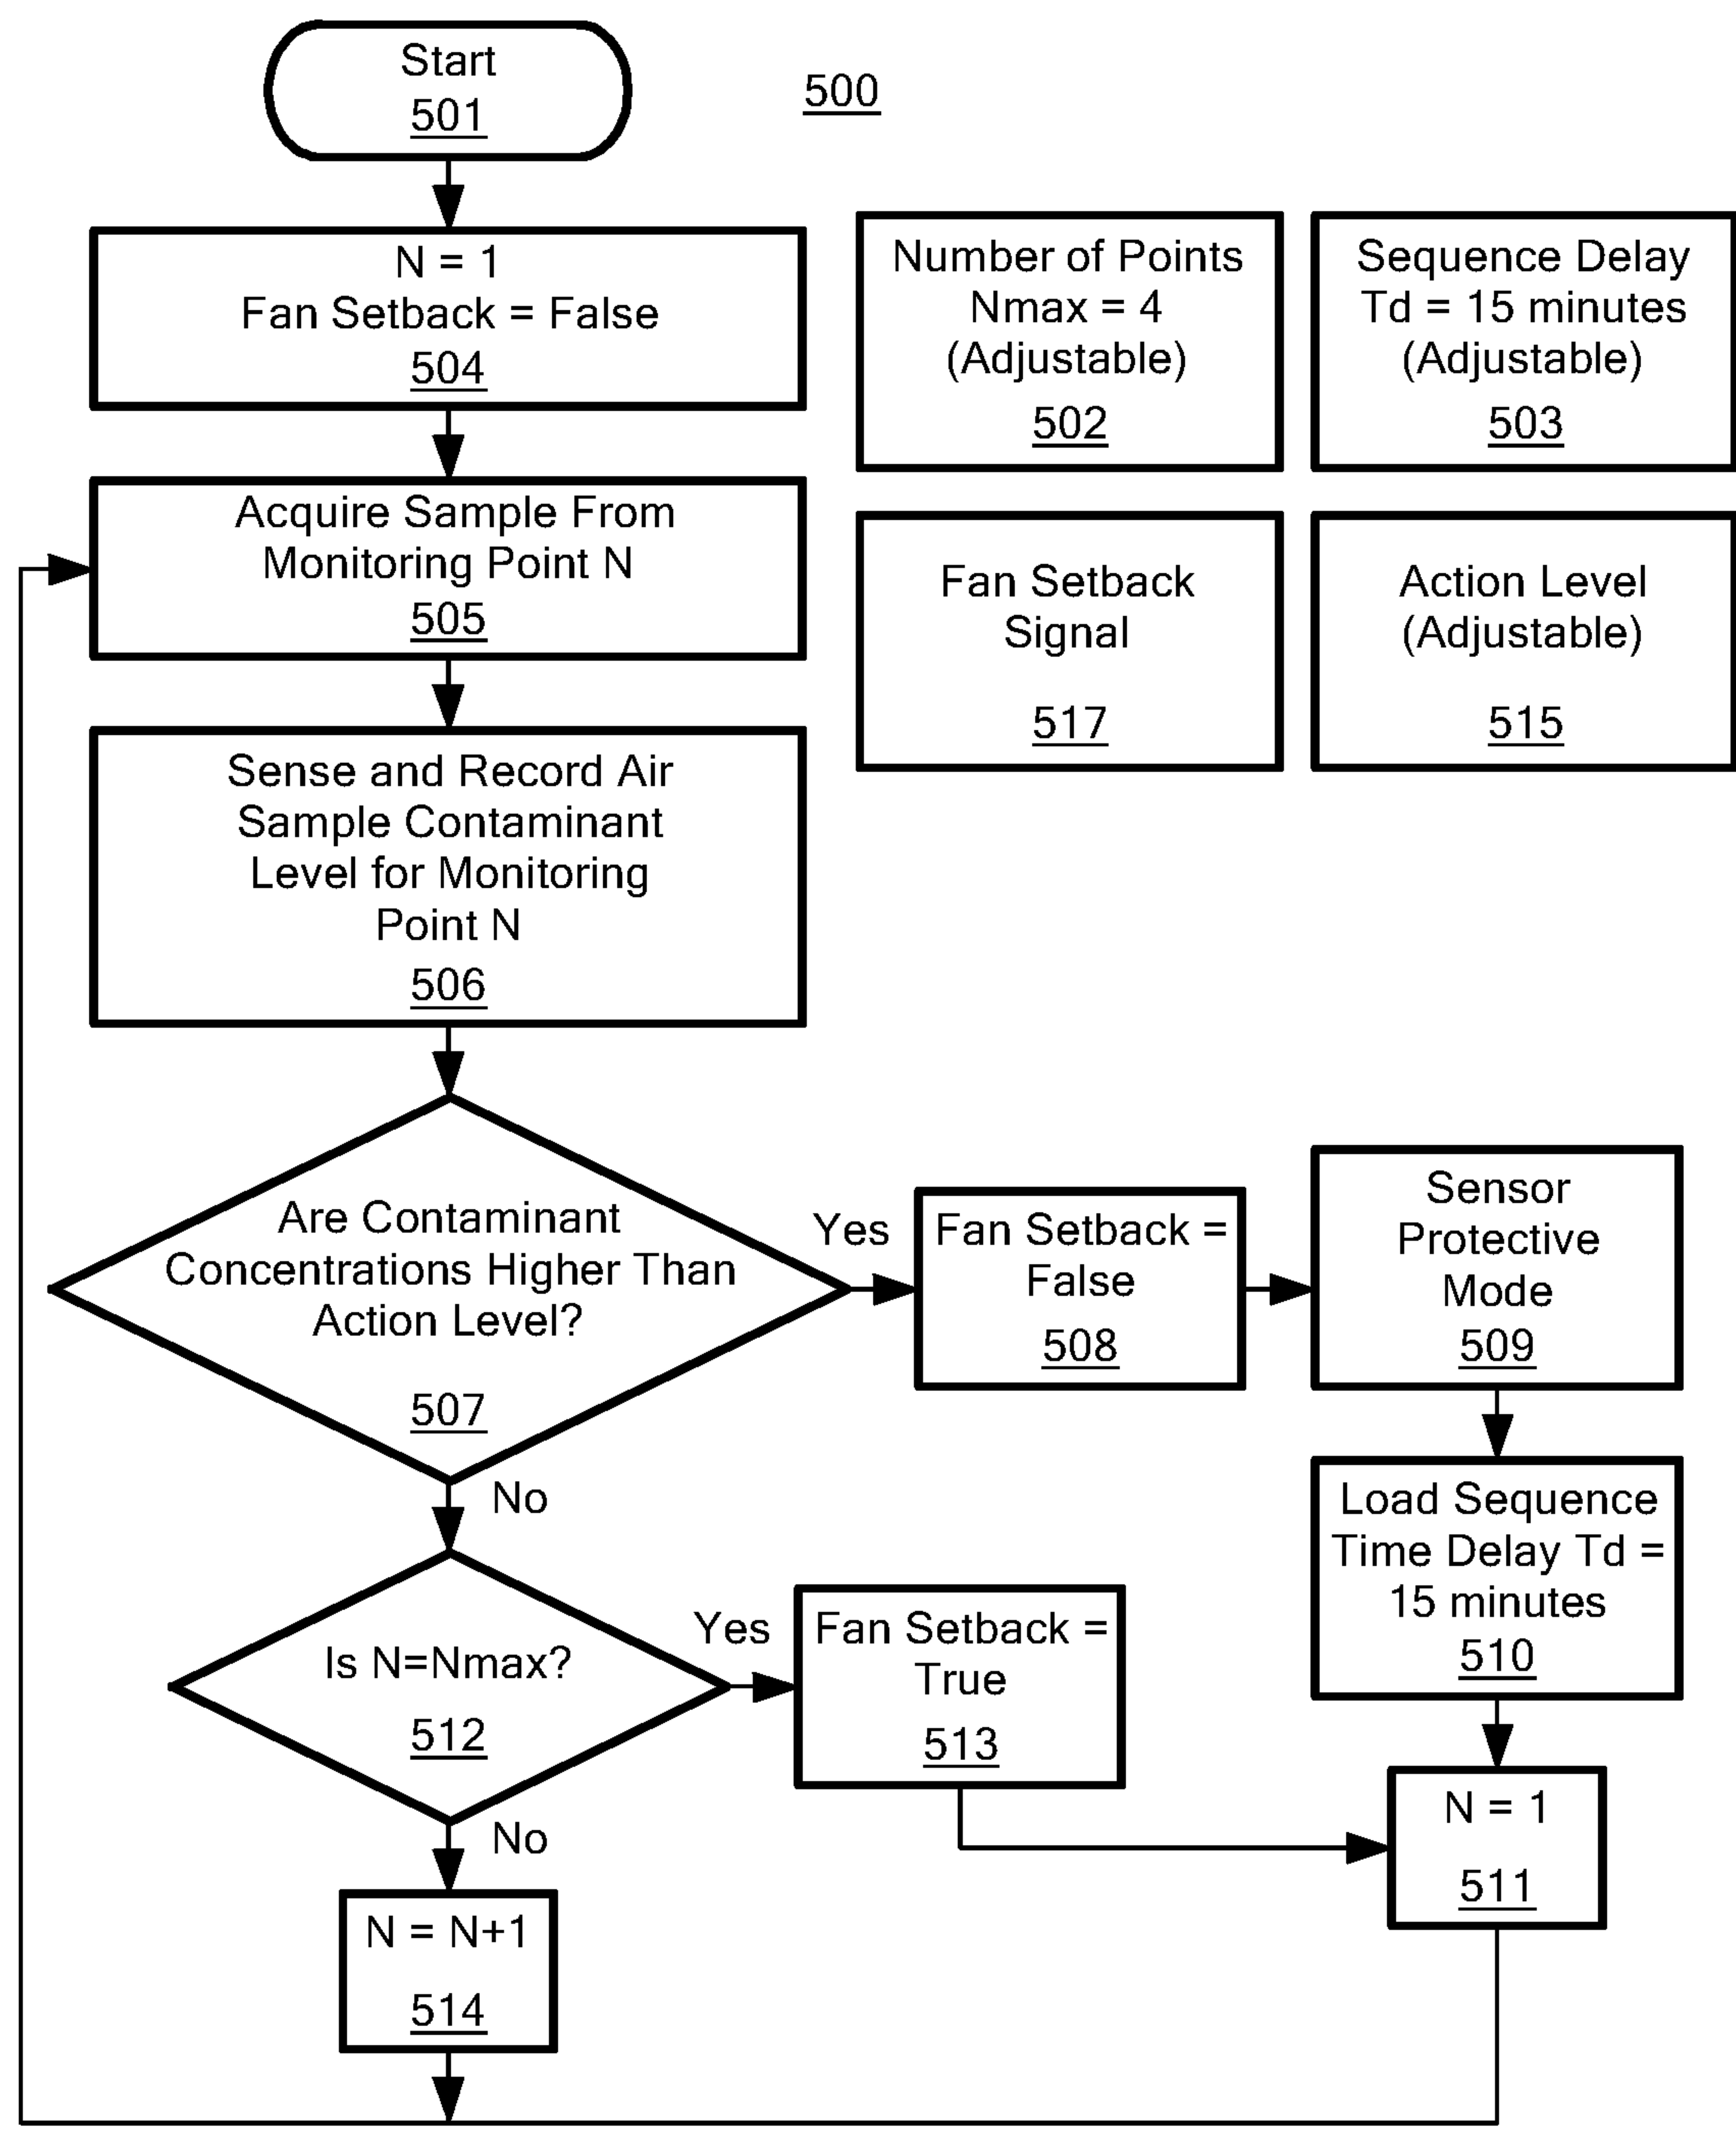 Start
501
500
N = 1
Fan Setback = False
504
Number of Points
Nmax = 4
(Adjustable)
502
Sequence Delay
Td = 15 minutes
(Adjustable)
503
Acquire Sample From
Monitoring Point N
505
Fan Setback
Signal
517
Action Level
(Adjustable)
515
Sense and Record Air
Sample Contaminant
Level for Monitoring
Point N
506
Are Contaminant
Concentrations Higher Than
Action Level?
507
Yes
Fan Setback =
False
508
Sensor
Protective
Mode
509
No
Load Sequence
Time Delay Td =
15 minutes
510
Is N=Nmax?
512
Yes
Fan Setback =
True
513
N = 1
511
No
N = N+1
514